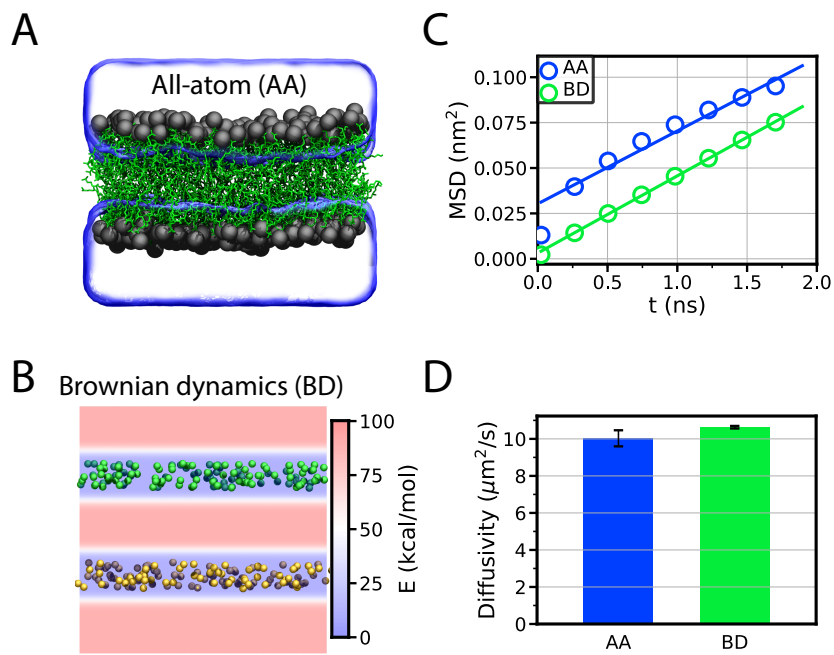 A
All-atom (AA)
B
Brownian dynamics (BD)
100
75
50
25
0
E (kcal/mol)
C
AA
BD
0.100
0.075
0.050
0.025
0.000
MSD (nm²)
0.0
0.5
1.0
1.5
2.0
t (ns)
D
10
8
6
4
2
0
Diffusivity (μm²/s)
AA
BD